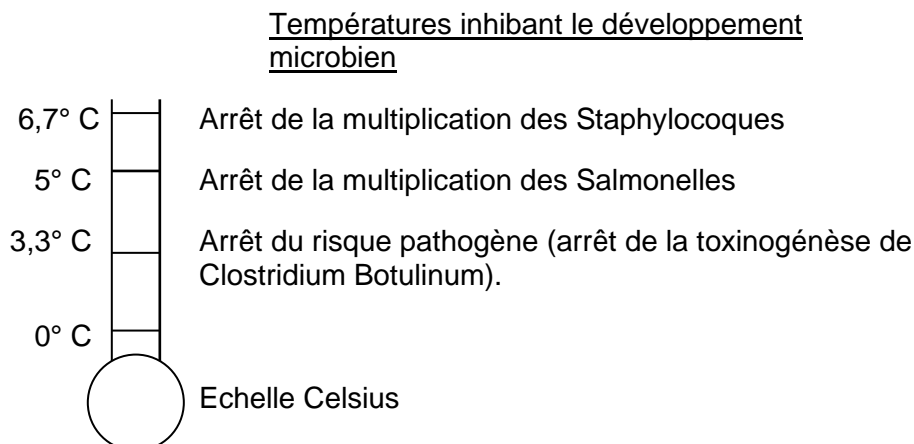 Températures inhibant le développement
microbien
6,7° C Arrêt de la multiplication des Staphylocoques
5° C Arrêt de la multiplication des Salmonelles
3,3° C Arrêt du risque pathogène (arrêt de la toxinogénèse de
Clostridium Botulinum).
0° C
Echelle Celsius